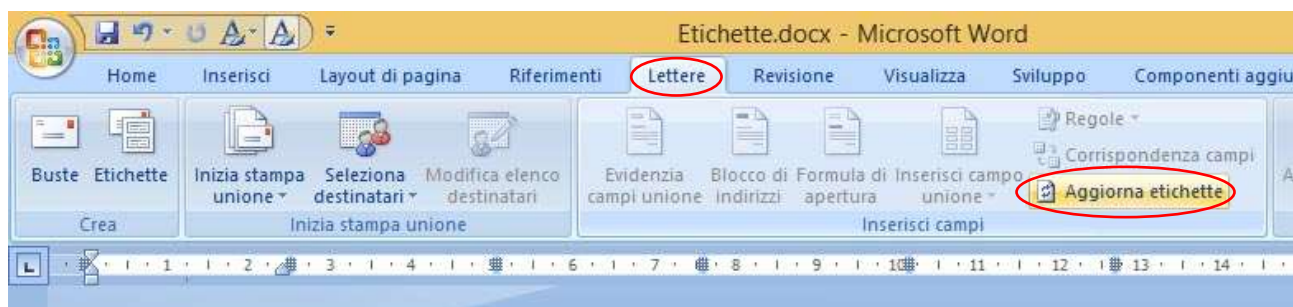 Etichette.docx - Microsoft Word
Home Inserisci Layout di pagina Riferimenti Lettere Revisione Visualizza Sviluppo Componenti aggiu
Buste Etichette
Crea
Inizia stampa unione Seleziona destinatari Modifica elenco destinatari
Inizia stampa unione
Evidenzia campi unione Blocco di indirizzi Formula di apertura Inserisci campo unione
Regole
Corrispondenza campi
Aggiorna etichette
Inserisci campi
A
L 1 2 3 4 6 7 8 9 10 11 12 13 14